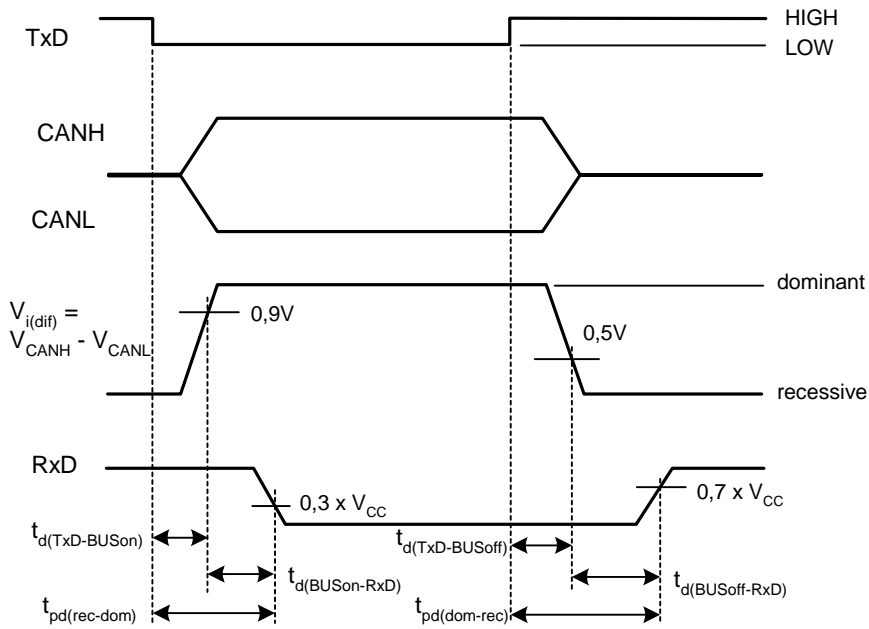 HIGH
TxD
LOW
CANH
CANL
dominant
V_i(dif) =
V_CANH - V_CANL
0,9V
0,5V
recessive
RxD
0,3 x V_CC
0,7 x V_CC
t_d(TxD-BUSon)
t_d(TxD-BUSoff)
t_d(BUSon-RxD)
t_d(BUSoff-RxD)
t_pd(rec-dom)
t_pd(dom-rec)